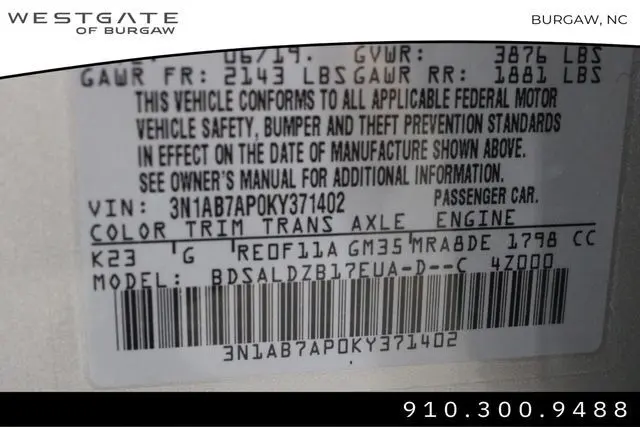 WESTGATE
OF BURGAW
BURGAW, NC
06/19. GVWR: 3876 LBS
GAWR FR: 2143 LBS GAWR RR: 1881 LBS
THIS VEHICLE CONFORMS TO ALL APPLICABLE FEDERAL MOTOR
VEHICLE SAFETY, BUMPER AND THEFT PREVENTION STANDARDS
IN EFFECT ON THE DATE OF MANUFACTURE SHOWN ABOVE.
SEE OWNER'S MANUAL FOR ADDITIONAL INFORMATION.
VIN: 3N1AB7AP0KY371402 PASSENGER CAR.
COLOR TRIM TRANS AXLE ENGINE
K23 G RE0F11A GM35 MRA8DE 1798 CC
MODEL: BDSALDZB17EUA-D--C 4Z000
3N1AB7AP0KY371402
910.300.9488